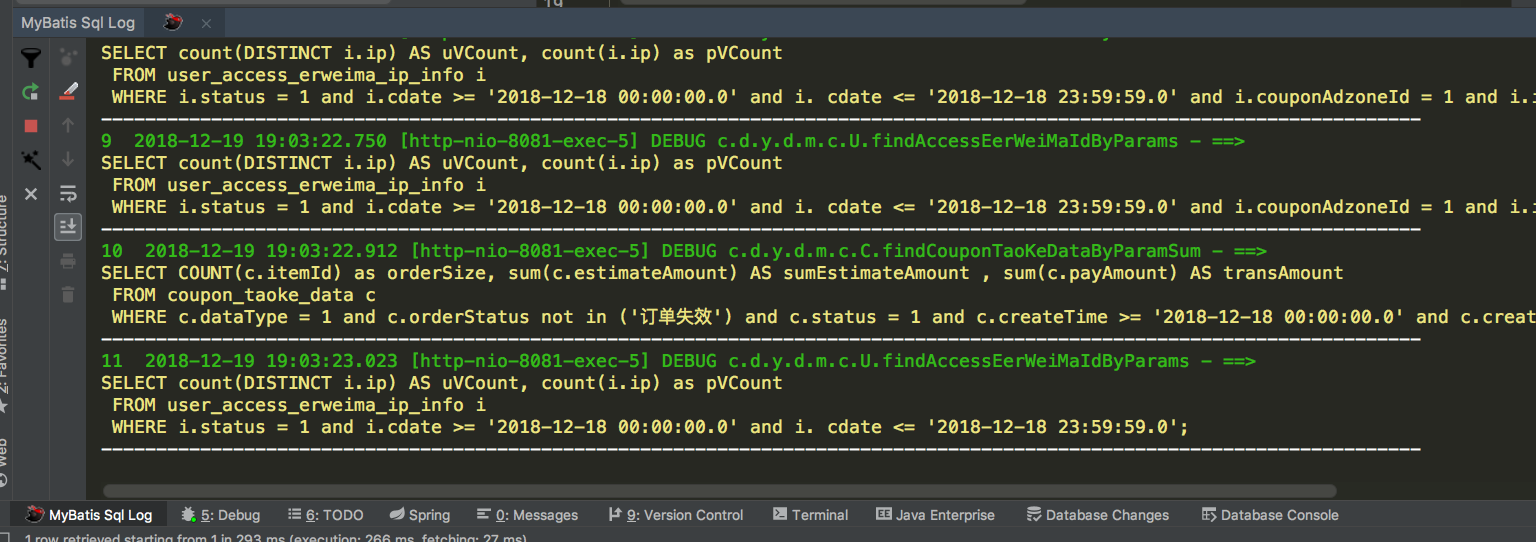 MyBatis Sql Log
SELECT count(DISTINCT i.ip) AS uVCount, count(i.ip) as pVCount
FROM user_access_erweima_ip_info i
WHERE i.status = 1 and i.cdate >= '2018-12-18 00:00:00.0' and i. cdate <= '2018-12-18 23:59:59.0' and i.couponAdzoneId = 1 and i.i
9 2018-12-19 19:03:22.750 [http-nio-8081-exec-5] DEBUG c.d.y.d.m.c.U.findAccessEerWeiMaIdByParams - ==>
SELECT count(DISTINCT i.ip) AS uVCount, count(i.ip) as pVCount
FROM user_access_erweima_ip_info i
WHERE i.status = 1 and i.cdate >= '2018-12-18 00:00:00.0' and i. cdate <= '2018-12-18 23:59:59.0' and i.couponAdzoneId = 1 and i.i
10 2018-12-19 19:03:22.912 [http-nio-8081-exec-5] DEBUG c.d.y.d.m.c.C.findCouponTaoKeDataByParamSum - ==>
SELECT COUNT(c.itemId) as orderSize, sum(c.estimateAmount) AS sumEstimateAmount , sum(c.payAmount) AS transAmount
FROM coupon_taoke_data c
WHERE c.dataType = 1 and c.orderStatus not in ('订单失效') and c.status = 1 and c.createTime >= '2018-12-18 00:00:00.0' and c.creat
11 2018-12-19 19:03:23.023 [http-nio-8081-exec-5] DEBUG c.d.y.d.m.c.U.findAccessEerWeiMaIdByParams - ==>
SELECT count(DISTINCT i.ip) AS uVCount, count(i.ip) as pVCount
FROM user_access_erweima_ip_info i
WHERE i.status = 1 and i.cdate >= '2018-12-18 00:00:00.0' and i. cdate <= '2018-12-18 23:59:59.0';
Z: Structure
2: Favorites
Web
MyBatis Sql Log 5: Debug 6: TODO Spring 0: Messages 9: Version Control Terminal Java Enterprise Database Changes Database Console
1 row retrieved starting from 1 in 293 ms (execution: 266 ms, fetching: 27 ms)